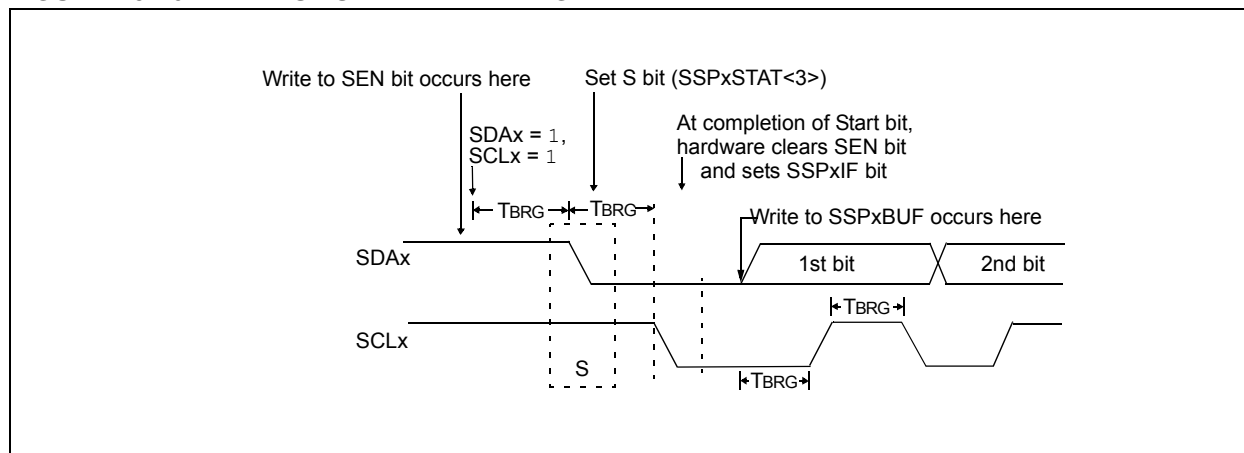 Write to SEN bit occurs here
Set S bit (SSPxSTAT<3>)
SDAx = 1,
SCLx = 1
At completion of Start bit,
hardware clears SEN bit
and sets SSPxIF bit
TBRG
TBRG
Write to SSPxBUF occurs here
SDAx
1st bit
2nd bit
TBRG
SCLx
S
TBRG